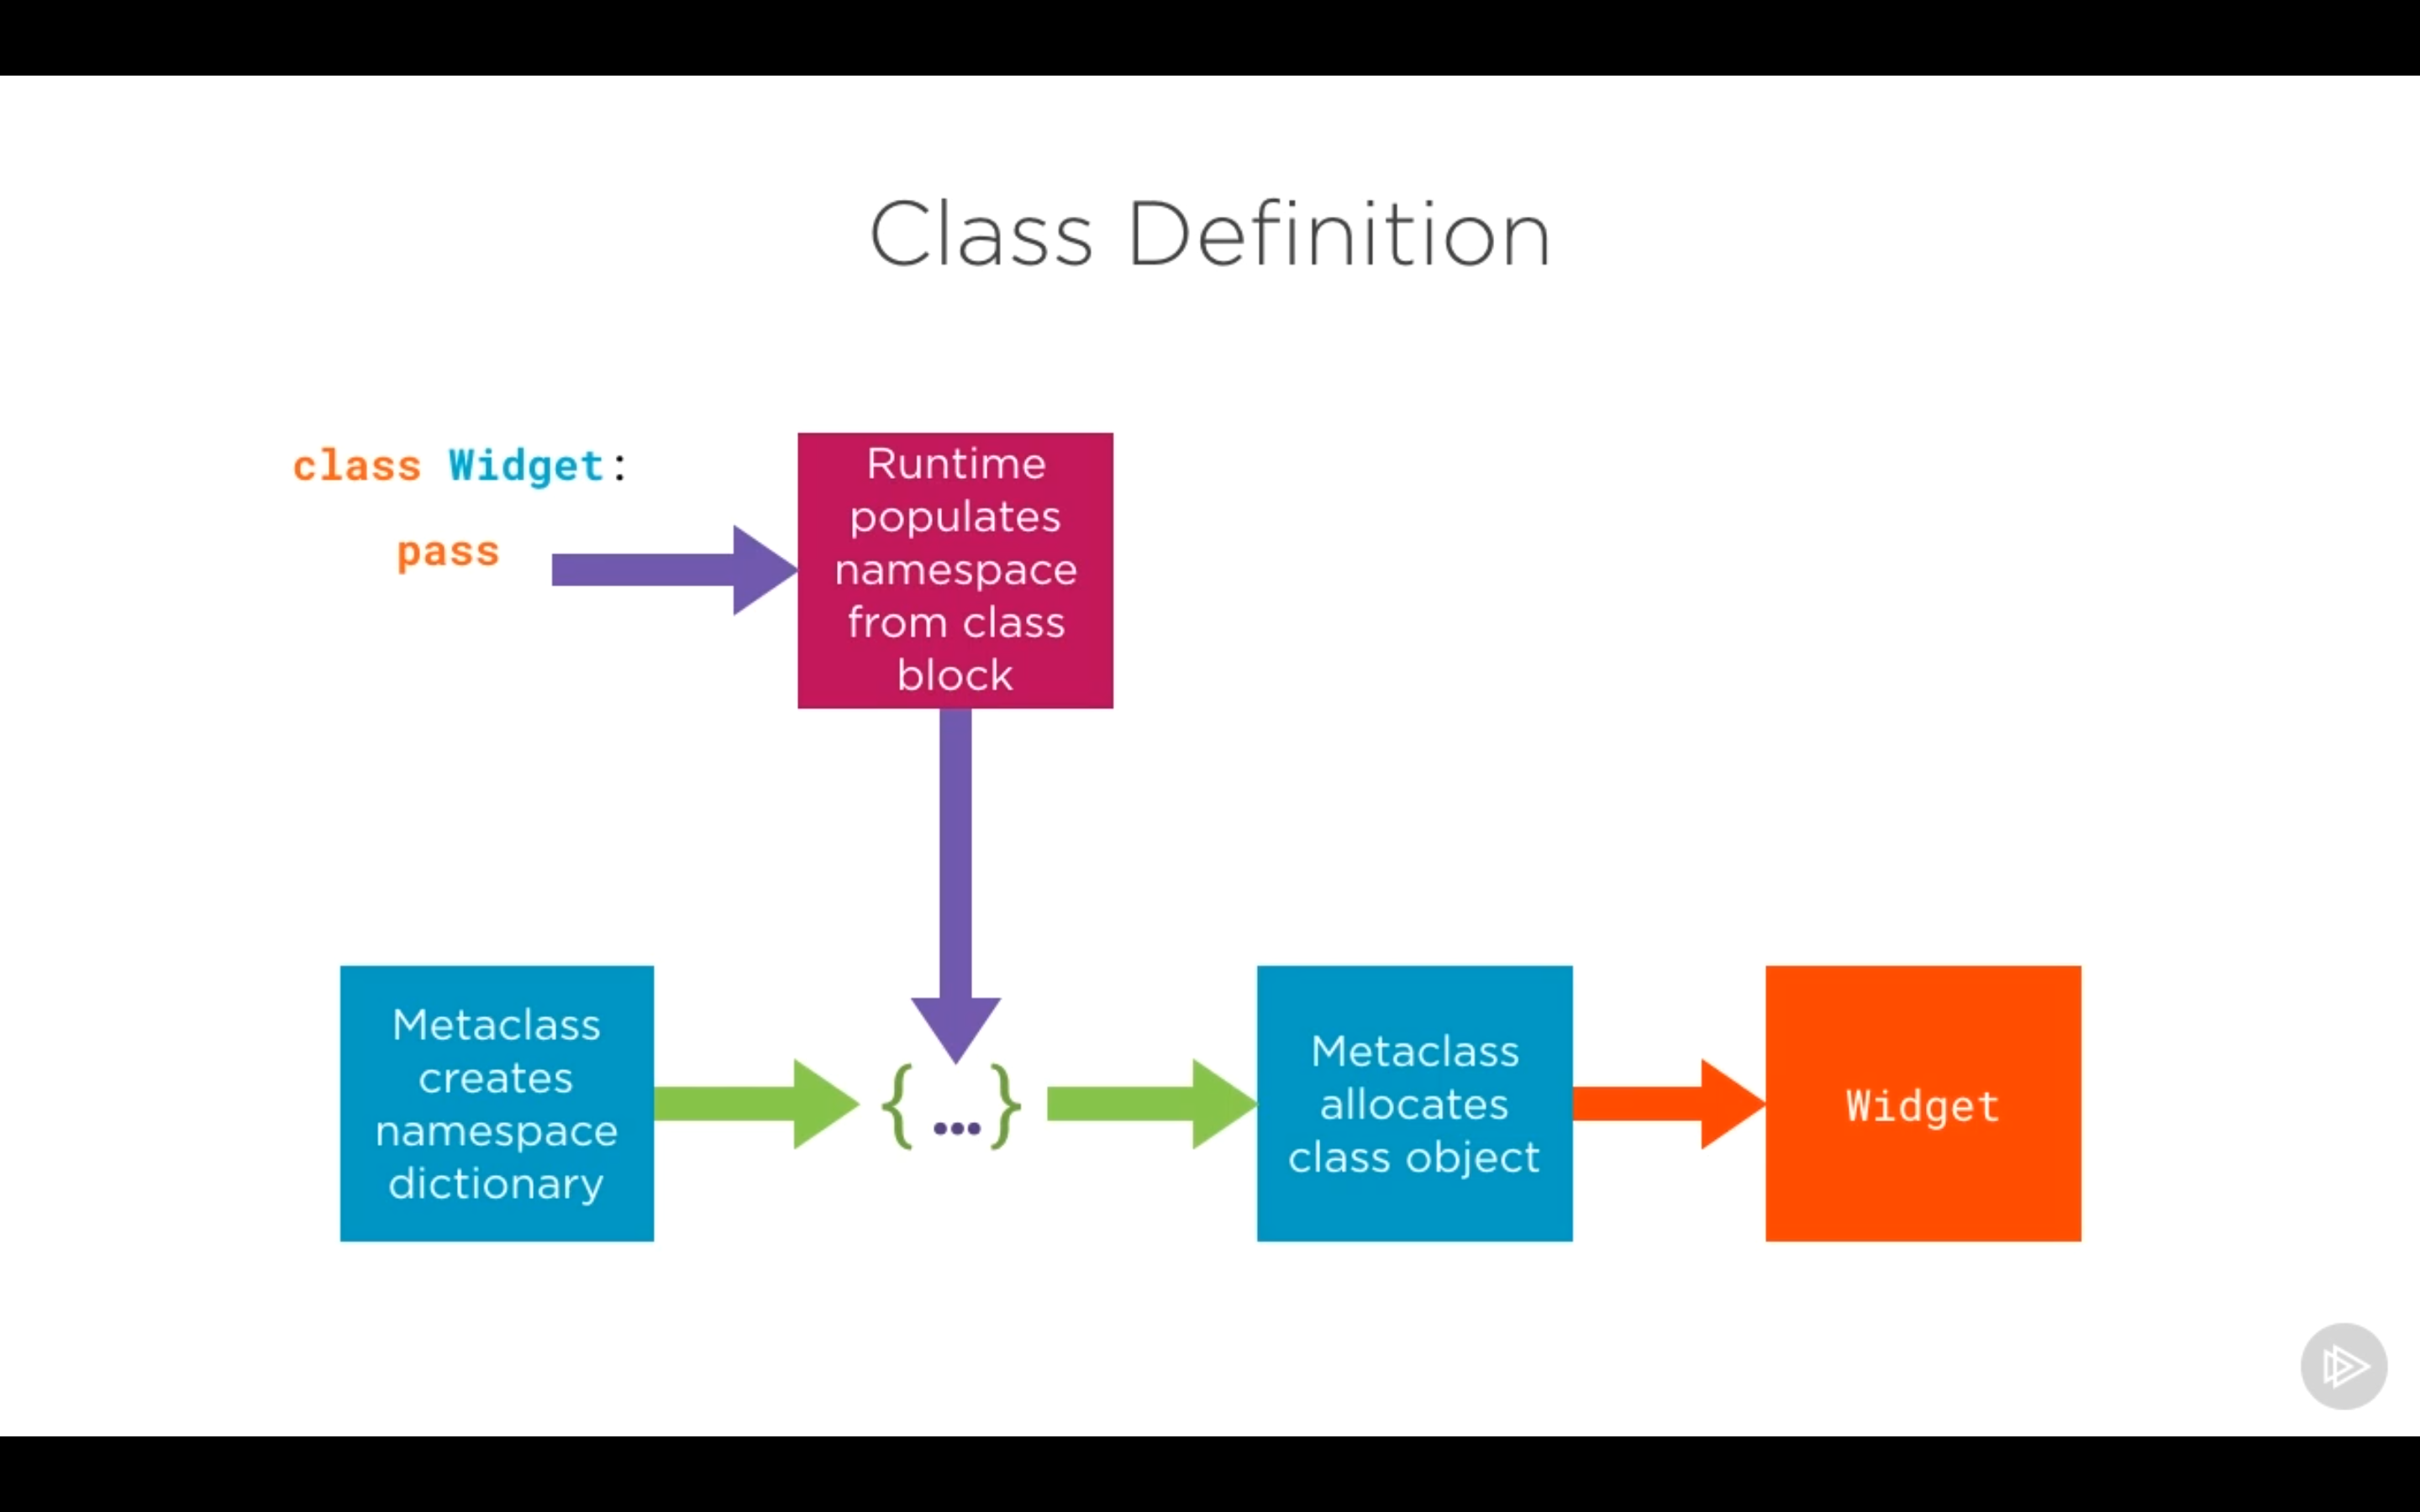 Class Definition
class Widget:
pass
Runtime
populates
namespace
from class
block
Metaclass
creates
namespace
dictionary
{ ... }
Metaclass
allocates
class object
Widget